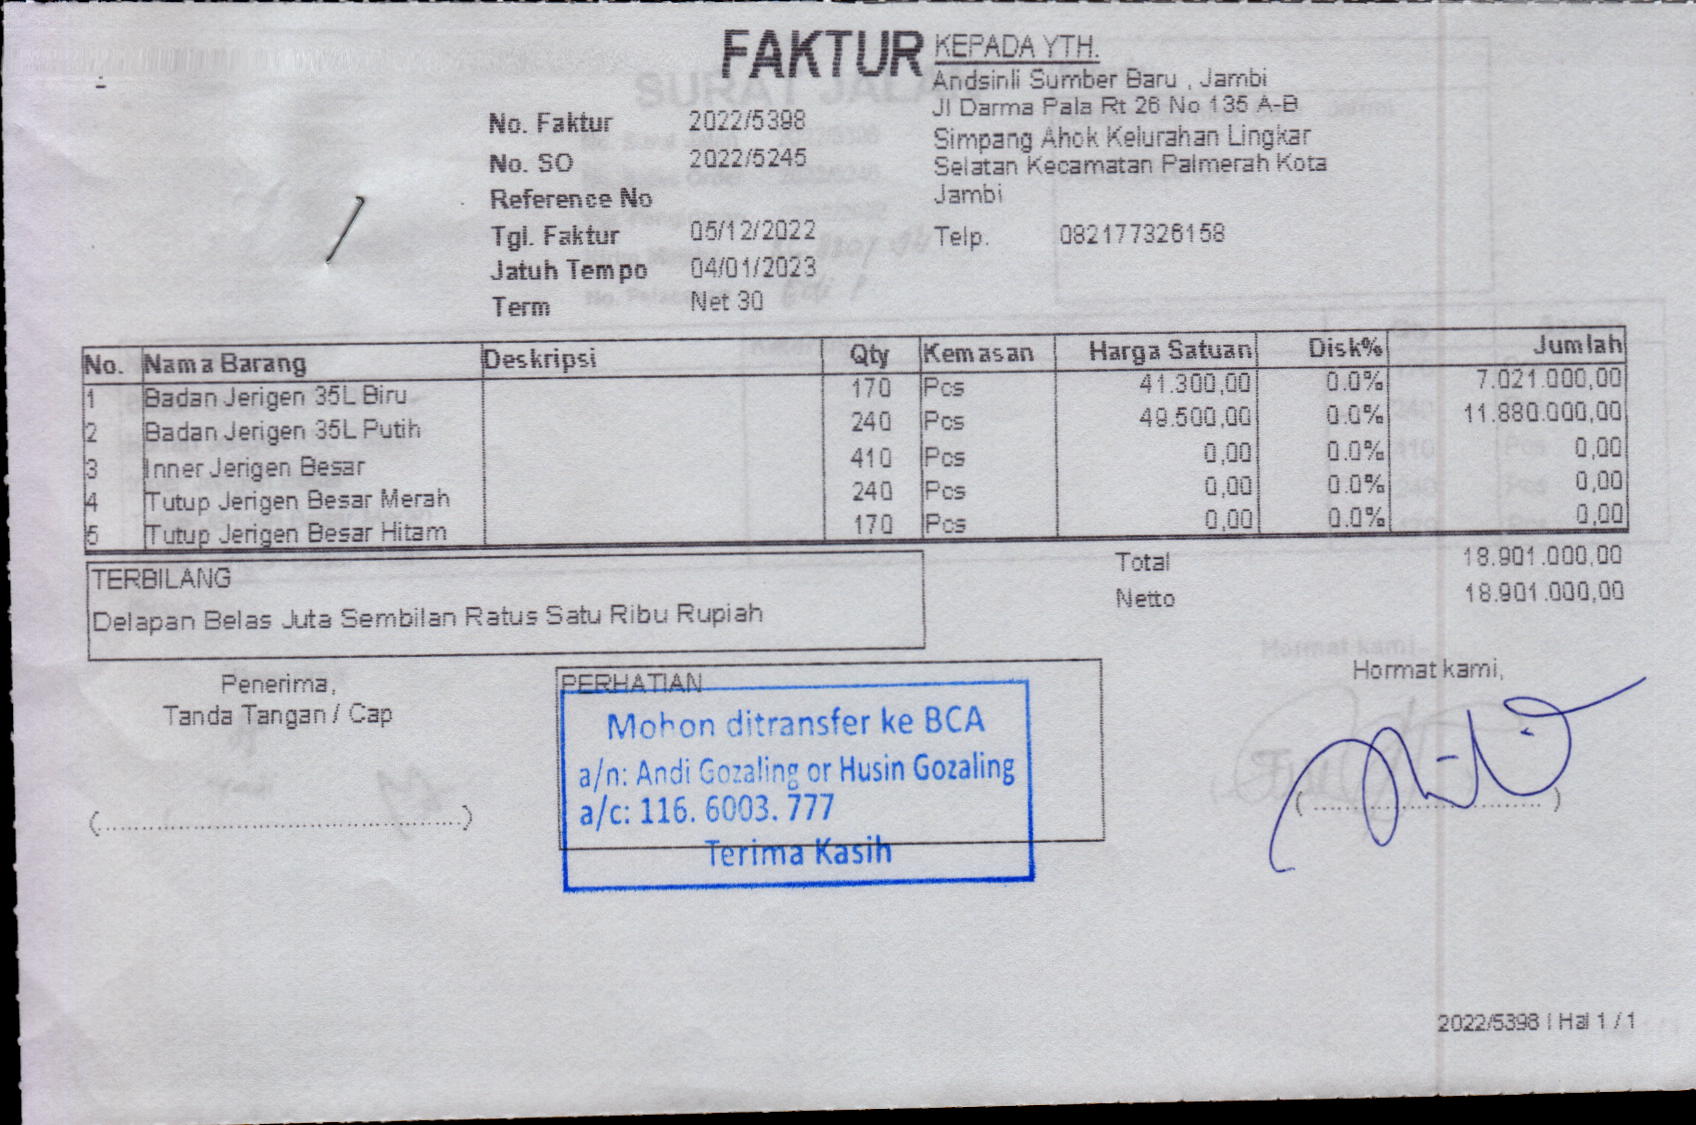 FAKTUR
KEPADA YTH.
Andsinli Sumber Baru , Jambi
Jl Darma Pala Rt 26 No 135 A-B
Simpang Ahok Kelurahan Lingkar
Selatan Kecamatan Palmerah Kota
Jambi
Telp. 082177326158
No. Faktur 2022/5398
No. SO 2022/5245
Reference No
Tgl. Faktur 05/12/2022
Jatuh Tempo 04/01/2023
Term Net 30
No. Nama Barang Deskripsi Qty Kemasan Harga Satuan Disk% Jumlah
1 Badan Jerigen 35L Biru 170 Pcs 41.300,00 0.0% 7.021.000,00
2 Badan Jerigen 35L Putih 240 Pcs 49.500,00 0.0% 11.880.000,00
3 Inner Jerigen Besar 410 Pcs 0,00 0.0% 0,00
4 Tutup Jerigen Besar Merah 240 Pcs 0,00 0.0% 0,00
5 Tutup Jerigen Besar Hitam 170 Pcs 0,00 0.0% 0,00
Total 18.901.000,00
Netto 18.901.000,00
TERBILANG
Delapan Belas Juta Sembilan Ratus Satu Ribu Rupiah
Penerima,
Tanda Tangan / Cap
(..................................................)
PERHATIAN
Mohon ditransfer ke BCA
a/n: Andi Gozaling or Husin Gozaling
a/c: 116. 6003. 777
Terima Kasih
Hormat kami,
2022/5398 | Hal 1 / 1